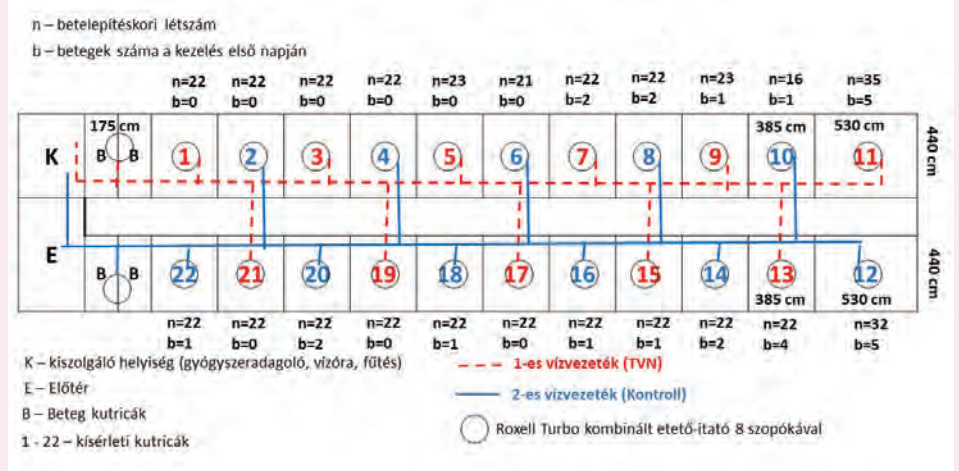 n – betelepítéskori létszám
b – betegek száma a kezelés első napján
n=22 n=22 n=22 n=22 n=23 n=21 n=22 n=22 n=23 n=16 n=35
b=0 b=0 b=0 b=0 b=0 b=0 b=2 b=2 b=1 b=1 b=5
175 cm 385 cm 530 cm
K B B 1 2 3 4 5 6 7 8 9 10 11 440 cm
E B B 22 21 20 19 18 17 16 15 14 13 12 440 cm
385 cm 530 cm
n=22 n=22 n=22 n=22 n=22 n=22 n=22 n=22 n=22 n=22 n=32
b=1 b=0 b=2 b=0 b=1 b=0 b=1 b=1 b=2 b=4 b=5
K – kiszolgáló helyiség (gyógyszeradagoló, vízóra, fűtés)
1-es vízvezeték (TVN)
E – Előtér
2-es vízvezeték (Kontroll)
B – Beteg kutricák
Roxell Turbo kombinált etető-itató 8 szopókával
1 - 22 – kísérleti kutricák